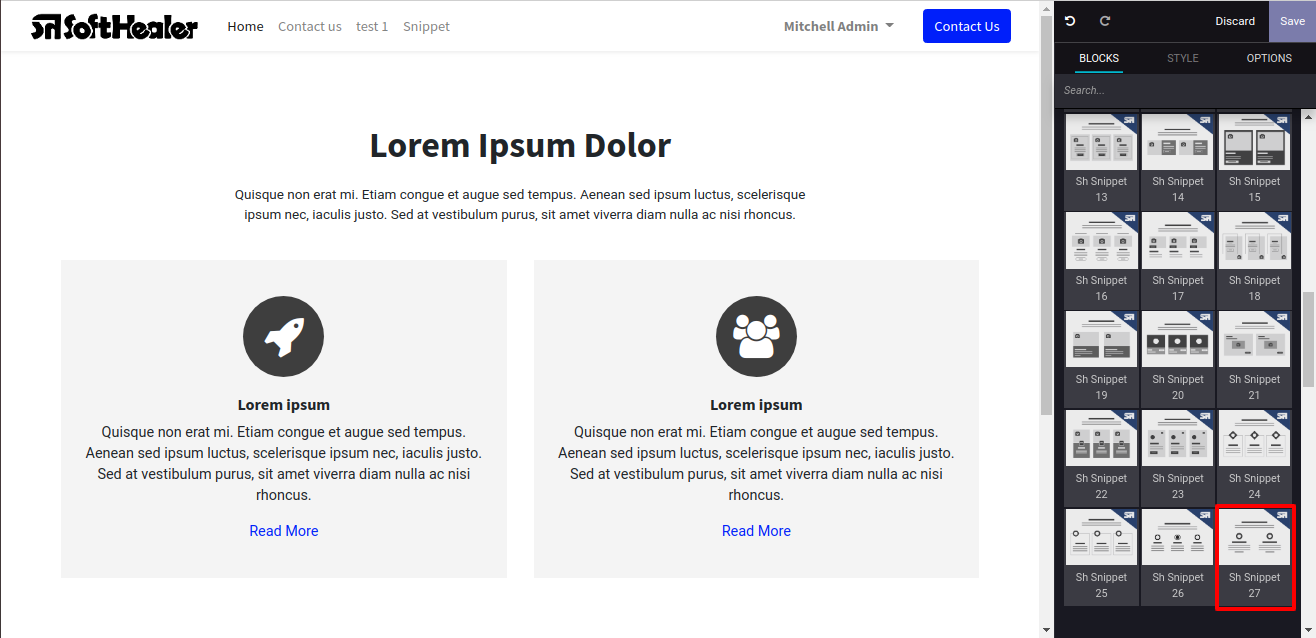 SoftHealer
Home
Contact us
test 1
Snippet
Mitchell Admin
Contact Us
Discard
Save
BLOCKS
STYLE
OPTIONS
Search...
Lorem Ipsum Dolor
Quisque non erat mi. Etiam congue et augue sed tempus. Aenean sed ipsum luctus, scelerisque
ipsum nec, iaculis justo. Sed at vestibulum purus, sit amet viverra diam nulla ac nisi rhoncus.
Lorem ipsum
Quisque non erat mi. Etiam congue et augue sed tempus.
Aenean sed ipsum luctus, scelerisque ipsum nec, iaculis justo.
Sed at vestibulum purus, sit amet viverra diam nulla ac nisi
rhoncus.
Read More
Lorem ipsum
Quisque non erat mi. Etiam congue et augue sed tempus.
Aenean sed ipsum luctus, scelerisque ipsum nec, iaculis justo.
Sed at vestibulum purus, sit amet viverra diam nulla ac nisi
rhoncus.
Read More
Sh Snippet
13
Sh Snippet
14
Sh Snippet
15
Sh Snippet
16
Sh Snippet
17
Sh Snippet
18
Sh Snippet
19
Sh Snippet
20
Sh Snippet
21
Sh Snippet
22
Sh Snippet
23
Sh Snippet
24
Sh Snippet
25
Sh Snippet
26
Sh Snippet
27